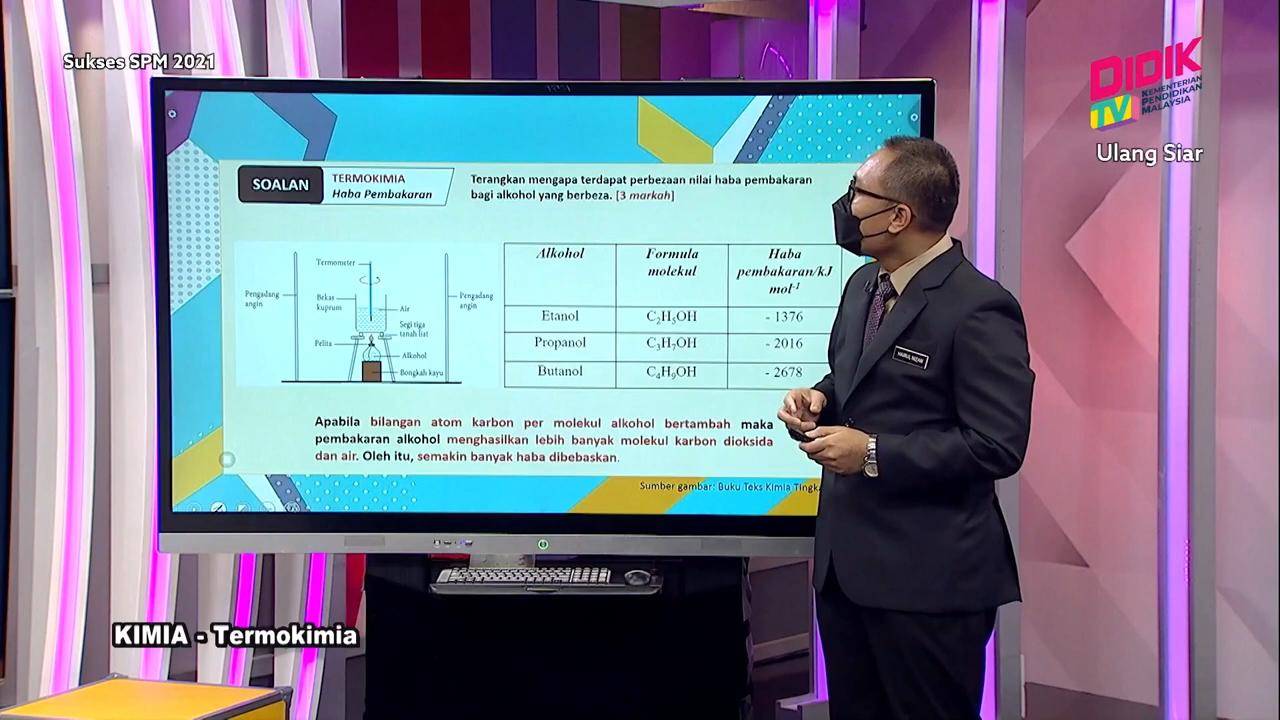 Sukses SPM 2021
DIDIK
TV
KEMENTERIAN
PENDIDIKAN
MALAYSIA
Ulang Siar
SOALAN
TERMOKIMIA
Haba Pembakaran
Terangkan mengapa terdapat perbezaan nilai haba pembakaran
bagi alkohol yang berbeza. [3 markah]
Termometer
Pengadang
angin
Bekas
kuprum
Air
Pengadang
angin
Segi tiga
tanah liat
Pelita
Alkohol
Bongkah kayu
Alkohol Formula molekul Haba pembakaran/kJ mol⁻¹
Etanol C₂H₅OH - 1376
Propanol C₃H₇OH - 2016
Butanol C₄H₉OH - 2678
Apabila bilangan atom karbon per molekul alkohol bertambah maka
pembakaran alkohol menghasilkan lebih banyak molekul karbon dioksida
dan air. Oleh itu, semakin banyak haba dibebaskan.
Sumber gambar: Buku Teks Kimia
KIMIA - Termokimia